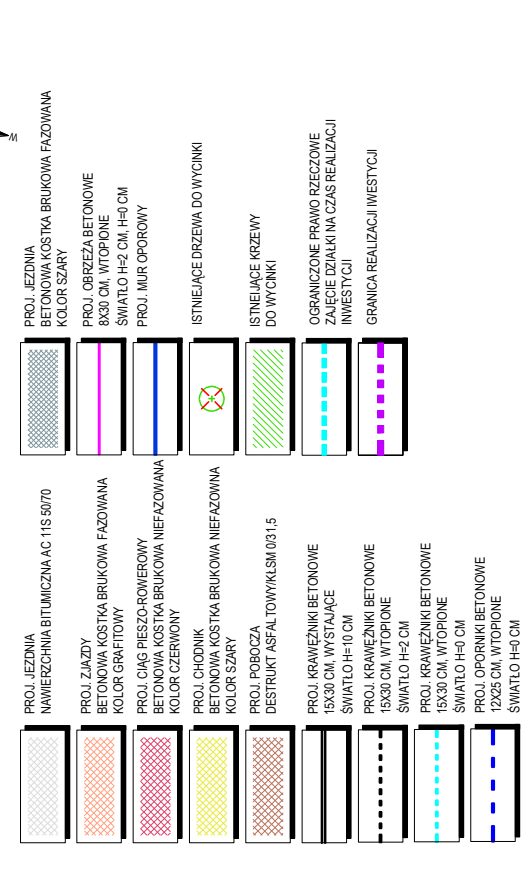 W
PROJ. JEZDNIA
NAWIERZCHNIA BITUMICZNA AC 11S 50/70
PROJ. ZJAZDY
BETONOWA KOSTKA BRUKOWA FAZOWANA
KOLOR GRAFITOWY
PROJ. CIĄG PIESZO-ROWEROWY
BETONOWA KOSTKA BRUKOWA NIEFAZOWANA
KOLOR CZERWONY
PROJ. CHODNIK
BETONOWA KOSTKA BRUKOWA NIEFAZOWNA
KOLOR SZARY
PROJ. POBOCZA
DESTRUKT ASFALTOWY/KŁSM 0/31,5
PROJ. KRAWĘŻNIKI BETONOWE
15X30 CM, WYSTAJĄCE
ŚWIATŁO H=10 CM
PROJ. KRAWĘŻNIKI BETONOWE
15X30 CM, WTOPIONE
ŚWIATŁO H=2 CM
PROJ. KRAWĘŻNIKI BETONOWE
15X30 CM, WTOPIONE
ŚWIATŁO H=0 CM
PROJ. OPORNIKI BETONOWE
12X25 CM, WTOPIONE
ŚWIATŁO H=0 CM
PROJ. JEZDNIA
BETONOWA KOSTKA BRUKOWA FAZOWANA
KOLOR SZARY
PROJ. OBRZEŻA BETONOWE
8X30 CM, WTOPIONE
ŚWIATŁO H=2 CM, H=0 CM
PROJ. MUR OPOROWY
ISTNIEJĄCE DRZEWA DO WYCINKI
ISTNEIJĄCE KRZEWY
DO WYCINKI
OGRANICZONE PRAWO RZECZOWE
ZAJĘCIE DZIAŁKI NA CZAS REALIZACJI
INWESTYCJI
GRANICA REALIZACJI IWESTYCJI